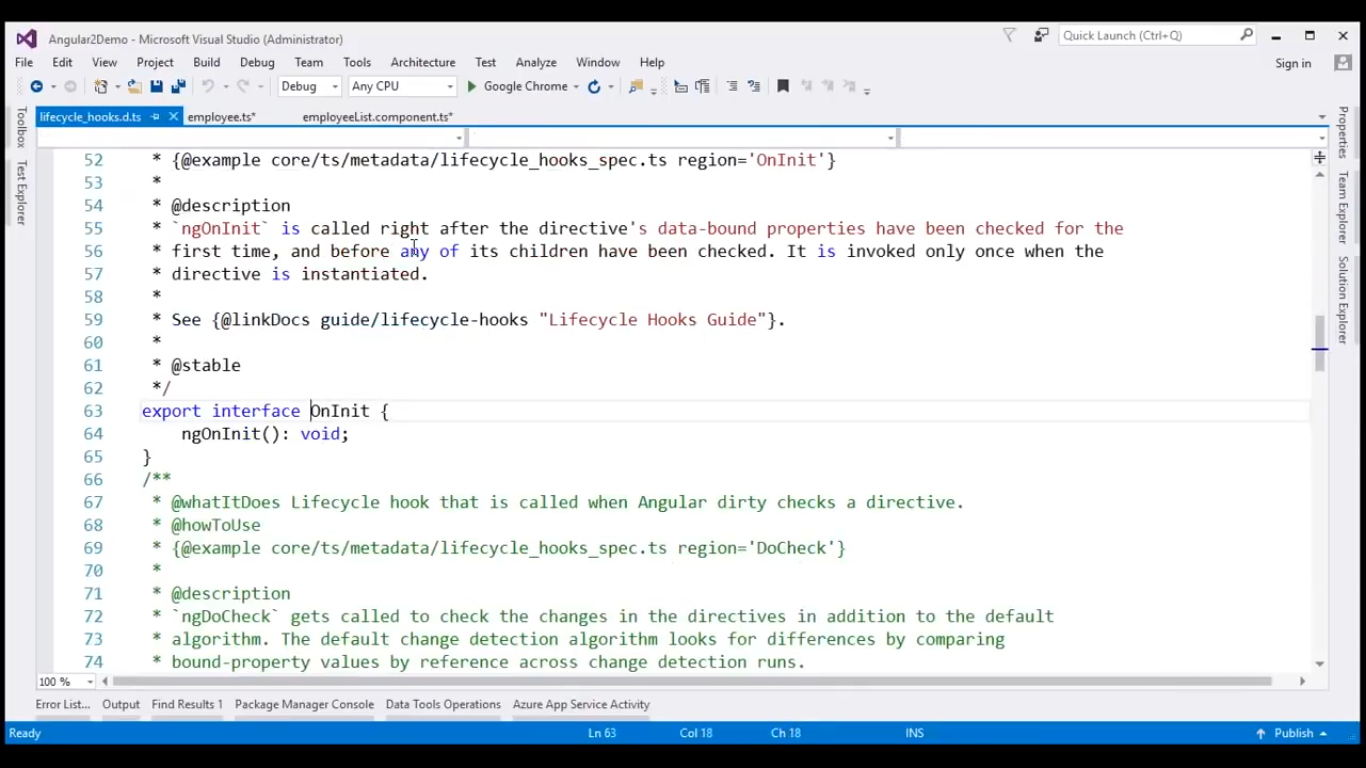 Angular2Demo - Microsoft Visual Studio (Administrator)
Quick Launch (Ctrl+Q)
File Edit View Project Build Debug Team Tools Architecture Test Analyze Window Help
Sign in
Debug Any CPU Google Chrome
lifecycle_hooks.d.ts employee.ts* employeeList.component.ts*
Toolbox
Test Explorer
Properties
Team Explorer
Solution Explorer
52 * {@example core/ts/metadata/lifecycle_hooks_spec.ts region='OnInit'}
53 *
54 * @description
55 * `ngOnInit` is called right after the directive's data-bound properties have been checked for the
56 * first time, and before any of its children have been checked. It is invoked only once when the
57 * directive is instantiated.
58 *
59 * See {@linkDocs guide/lifecycle-hooks "Lifecycle Hooks Guide"}.
60 *
61 * @stable
62 */
63 export interface OnInit {
64 ngOnInit(): void;
65 }
66 /**
67 * @whatItDoes Lifecycle hook that is called when Angular dirty checks a directive.
68 * @howToUse
69 * {@example core/ts/metadata/lifecycle_hooks_spec.ts region='DoCheck'}
70 *
71 * @description
72 * `ngDoCheck` gets called to check the changes in the directives in addition to the default
73 * algorithm. The default change detection algorithm looks for differences by comparing
74 * bound-property values by reference across change detection runs.
100 %
Error List... Output Find Results 1 Package Manager Console Data Tools Operations Azure App Service Activity
Ready Ln 63 Col 18 Ch 18 INS Publish